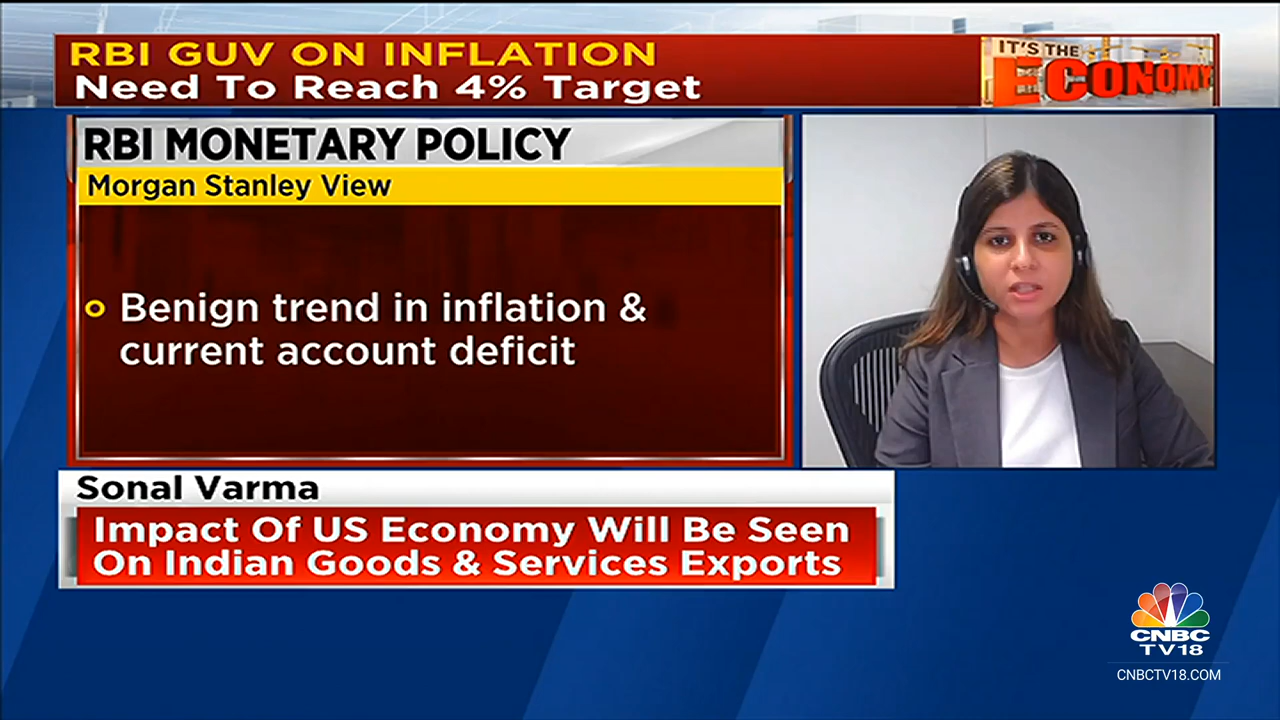 RBI GUV ON INFLATION
Need To Reach 4% Target
IT'S THE
ECONOMY
RBI MONETARY POLICY
Morgan Stanley View
Benign trend in inflation &
current account deficit
Sonal Varma
Impact Of US Economy Will Be Seen
On Indian Goods & Services Exports
CNBC
TV18
CNBCTV18.COM